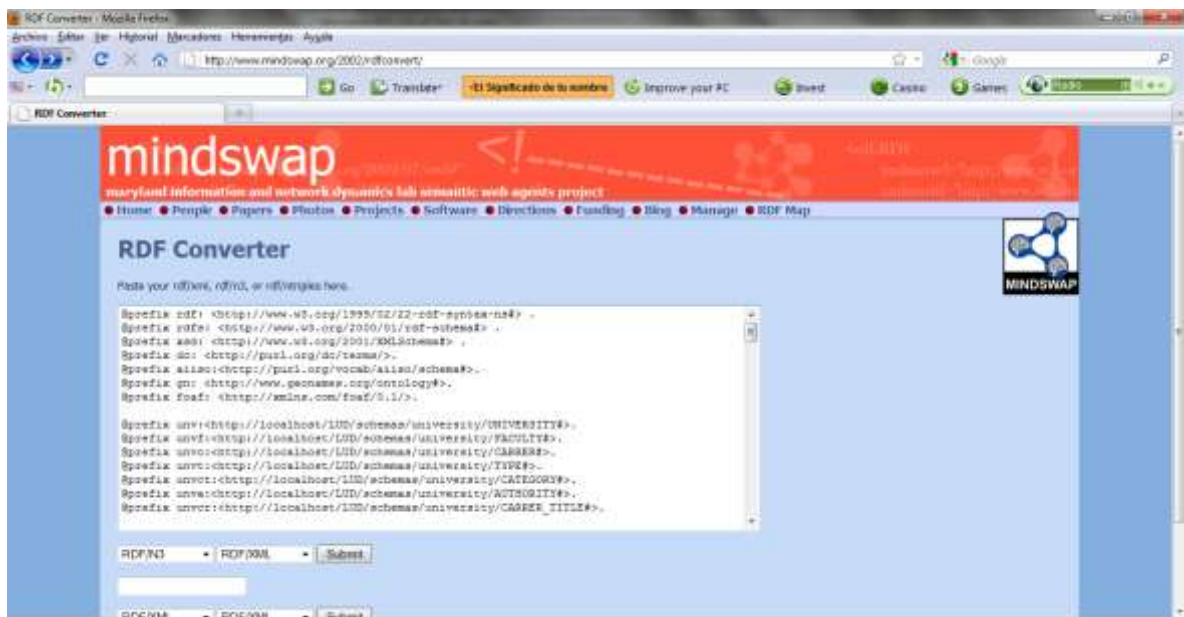 RDF Converter - Mozilla Firefox
Archivo Editar Ver Historial Marcadores Herramientas Ayuda
http://www.mindswap.org/2002/rdfconvert/
Google
Go Translate El Significado de tu nombre Improve your PC Invest Casino Games Radio
RDF Converter
mindswap
maryland information and network dynamics lab semantic web agents project
Home People Papers Photos Projects Software Directions Funding Blog Manage RDF Map
RDF Converter
MINDSWAP
Paste your rdf/xml, rdf/n3, or rdf/ntriples here.
@prefix rdf: <http://www.w3.org/1999/02/22-rdf-syntax-ns#> .
@prefix rdfs: <http://www.w3.org/2000/01/rdf-schema#> .
@prefix xsd: <http://www.w3.org/2001/XMLSchema#> .
@prefix dc: <http://purl.org/dc/terms/>.
@prefix aiiso:<http://purl.org/vocab/aiiso/schema#>.
@prefix gn: <http://www.geonames.org/ontology#>.
@prefix foaf: <http://xmlns.com/foaf/0.1/>.
@prefix unv:<http://localhost/LUD/schemas/university/UNIVERSITY#>.
@prefix unvf:<http://localhost/LUD/schemas/university/FACULTY#>.
@prefix unvc:<http://localhost/LUD/schemas/university/CAREER#>.
@prefix unvt:<http://localhost/LUD/schemas/university/TYPE#>.
@prefix unvct:<http://localhost/LUD/schemas/university/CATEGORY#>.
@prefix unva:<http://localhost/LUD/schemas/university/AUTHORITY#>.
@prefix unvcr:<http://localhost/LUD/schemas/university/CAREER_TITLE#>.
RDF/N3 RDF/XML Submit
RDF/XML RDF/XML Submit